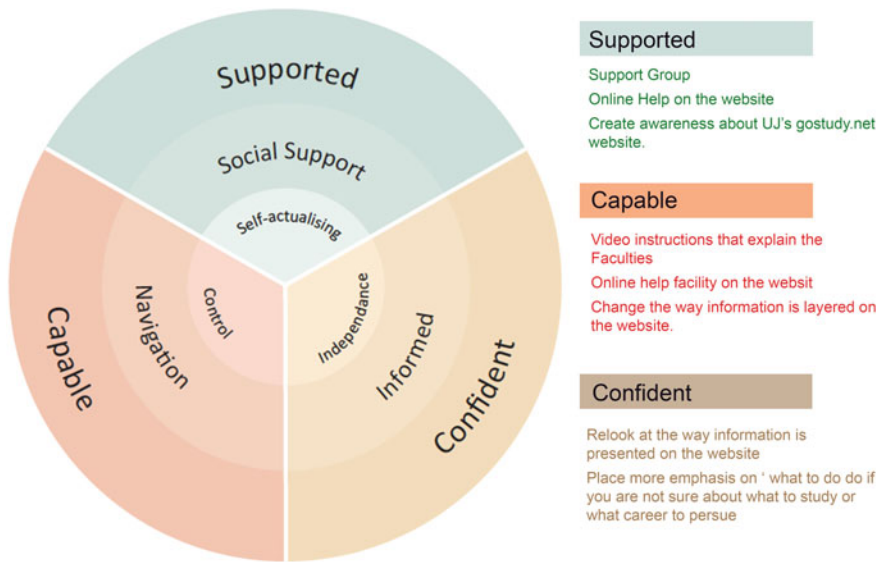 Supported
Social Support
Self-actualising
Capable
Navigation
Control
Independance
Informed
Confident
Supported
Support Group
Online Help on the website
Create awareness about UJ's gostudy.net
website.
Capable
Video instructions that explain the
Faculties
Online help facility on the websit
Change the way information is layered on
the website.
Confident
Relook at the way information is
presented on the website
Place more emphasis on ‘ what to do do if
you are not sure about what to study or
what career to persue